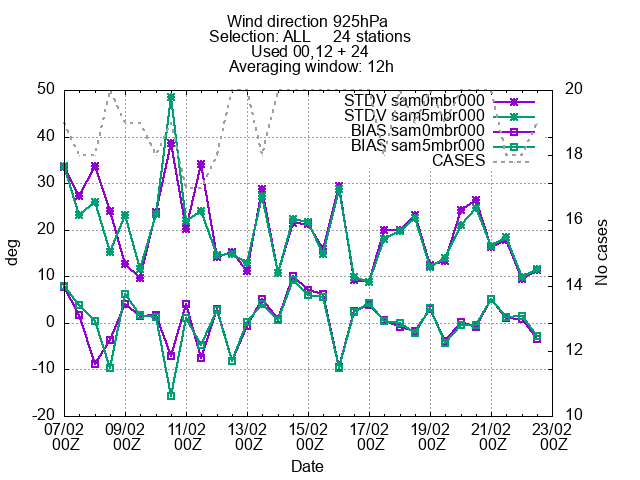 Wind direction 925hPa
Selection: ALL 24 stations
Used 00,12 + 24
Averaging window: 12h
50
40
30
20
10
0
-10
-20
deg
STDV sam0mbr000
STDV sam5mbr000
BIAS sam0mbr000
BIAS sam5mbr000
CASES
20
18
16
14
12
10
No cases
07/02 09/02 11/02 13/02 15/02 17/02 19/02 21/02 23/02
00Z 00Z 00Z 00Z 00Z 00Z 00Z 00Z 00Z
Date